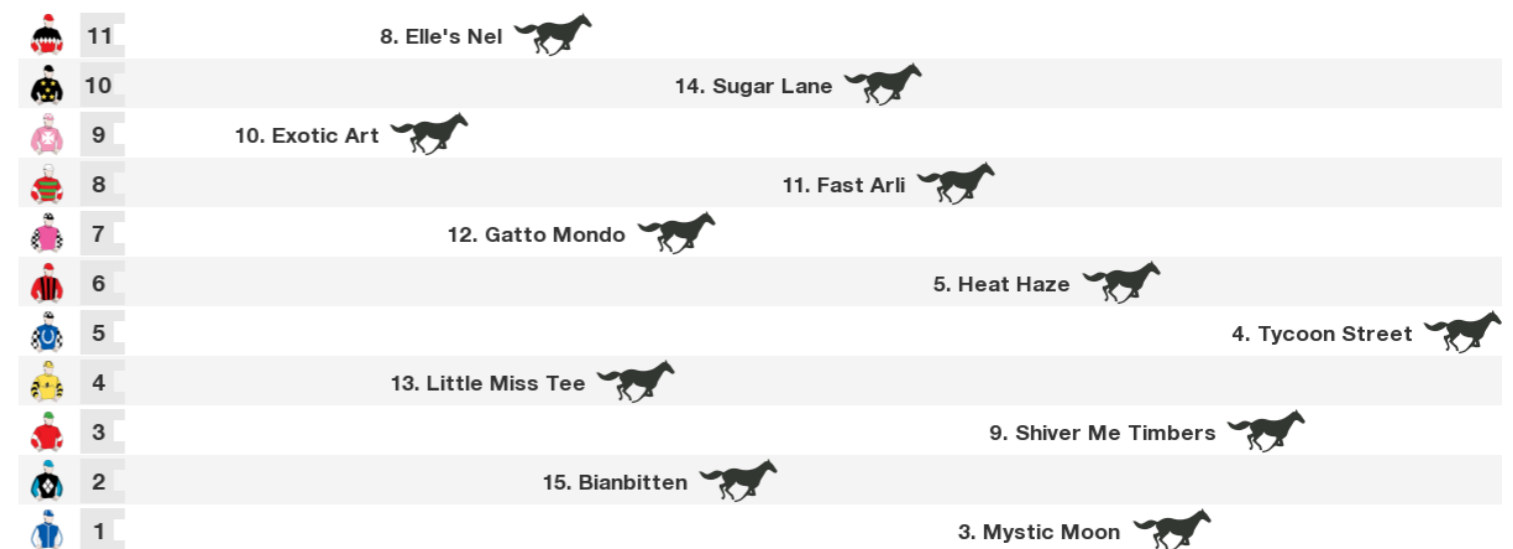 11 8. Elle's Nel
10 14. Sugar Lane
9 10. Exotic Art
8 11. Fast Arli
7 12. Gatto Mondo
6 5. Heat Haze
5 4. Tycoon Street
4 13. Little Miss Tee
3 9. Shiver Me Timbers
2 15. Bianbitten
1 3. Mystic Moon